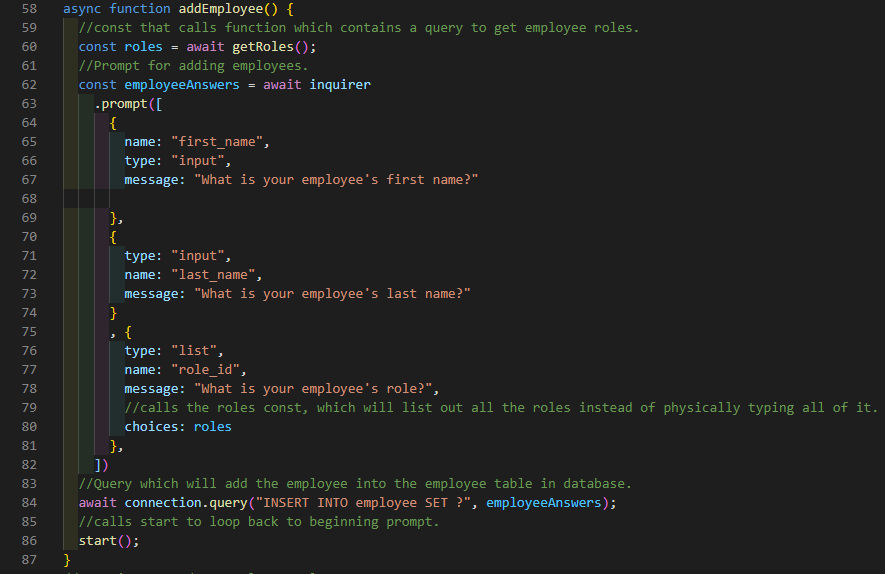 58 async function addEmployee() {
59 //const that calls function which contains a query to get employee roles.
60 const roles = await getRoles();
61 //Prompt for adding employees.
62 const employeeAnswers = await inquirer
63 .prompt([
64 {
65 name: "first_name",
66 type: "input",
67 message: "What is your employee's first name?"
68
69 },
70 {
71 type: "input",
72 name: "last_name",
73 message: "What is your employee's last name?"
74 }
75 , {
76 type: "list",
77 name: "role_id",
78 message: "What is your employee's role?",
79 //calls the roles const, which will list out all the roles instead of physically typing all of it.
80 choices: roles
81 },
82 ])
83 //Query which will add the employee into the employee table in database.
84 await connection.query("INSERT INTO employee SET ?", employeeAnswers);
85 //calls start to loop back to beginning prompt.
86 start();
87 }